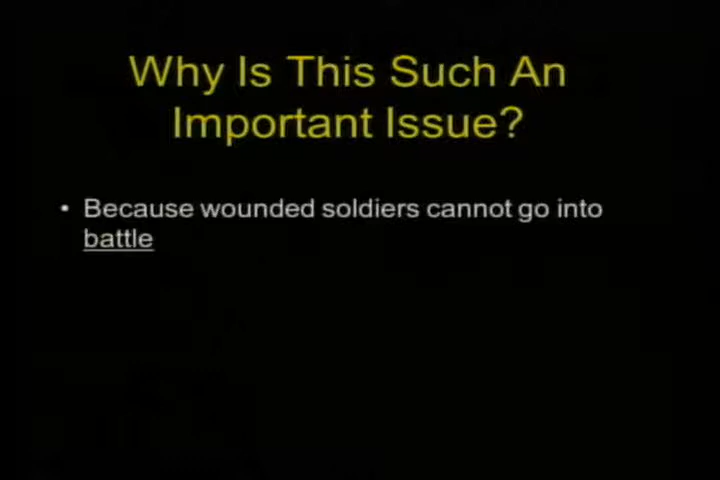 Why Is This Such An
Important Issue?
• Because wounded soldiers cannot go into
battle